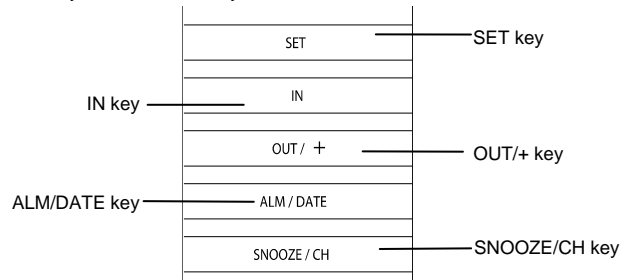 SET
SET key
IN
IN key
OUT / +
OUT/+ key
ALM/DATE key
ALM / DATE
SNOOZE / CH
SNOOZE/CH key